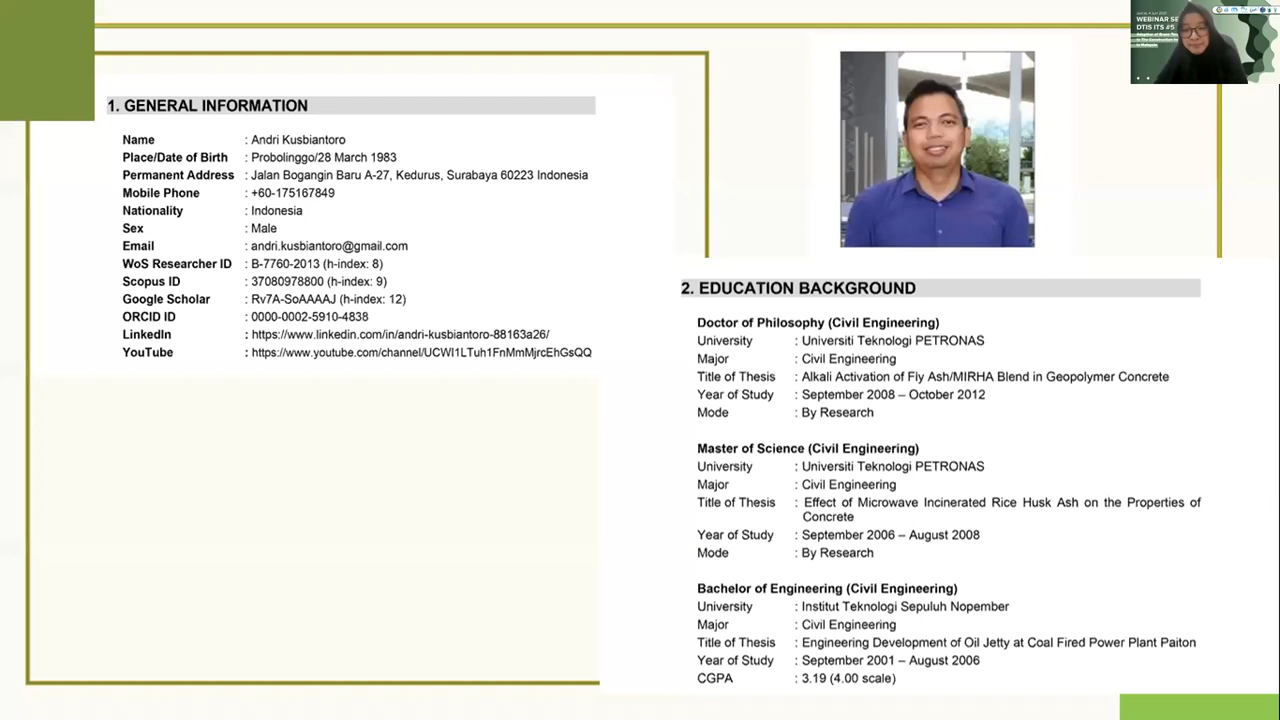 1. GENERAL INFORMATION
Name : Andri Kusbiantoro
Place/Date of Birth : Probolinggo/28 March 1983
Permanent Address : Jalan Bogangin Baru A-27, Kedurus, Surabaya 60223 Indonesia
Mobile Phone : +60-175167849
Nationality : Indonesia
Sex : Male
Email : andri.kusbiantoro@gmail.com
WoS Researcher ID : B-7760-2013 (h-index: 8)
Scopus ID : 37080978800 (h-index: 9)
Google Scholar : Rv7A-SoAAAAJ (h-index: 12)
ORCID ID : 0000-0002-5910-4838
LinkedIn : https://www.linkedin.com/in/andri-kusbiantoro-88163a26/
YouTube : https://www.youtube.com/channel/UCWI1LTuh1FnMmMjrcEhGsQQ
2. EDUCATION BACKGROUND
Doctor of Philosophy (Civil Engineering)
University : Universiti Teknologi PETRONAS
Major : Civil Engineering
Title of Thesis : Alkali Activation of Fly Ash/MIRHA Blend in Geopolymer Concrete
Year of Study : September 2008 – October 2012
Mode : By Research
Master of Science (Civil Engineering)
University : Universiti Teknologi PETRONAS
Major : Civil Engineering
Title of Thesis : Effect of Microwave Incinerated Rice Husk Ash on the Properties of
Concrete
Year of Study : September 2006 – August 2008
Mode : By Research
Bachelor of Engineering (Civil Engineering)
University : Institut Teknologi Sepuluh Nopember
Major : Civil Engineering
Title of Thesis : Engineering Development of Oil Jetty at Coal Fired Power Plant Paiton
Year of Study : September 2001 – August 2006
CGPA : 3.19 (4.00 scale)
WEBINAR SE
DTIS ITS #5